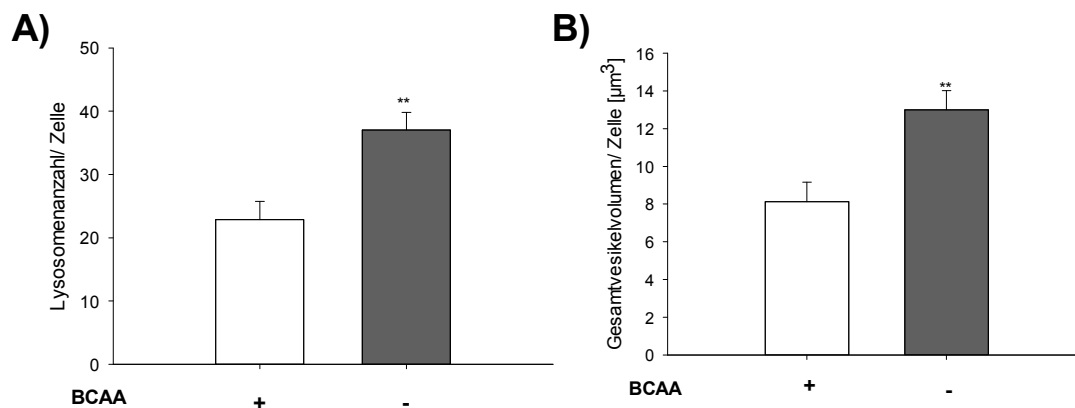 A)
50
40
30
20
10
0
Lysosomenanzahl/ Zelle
**
BCAA + -
B)
16
14
12
10
8
6
4
2
0
Gesamtvesikelvolumen/ Zelle [µm³]
**
BCAA + -